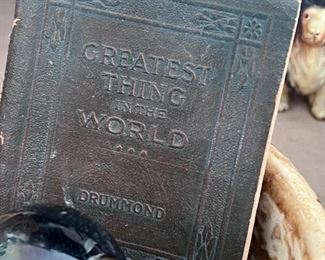 GREATEST
THING
IN THE
WORLD
DRUMMOND